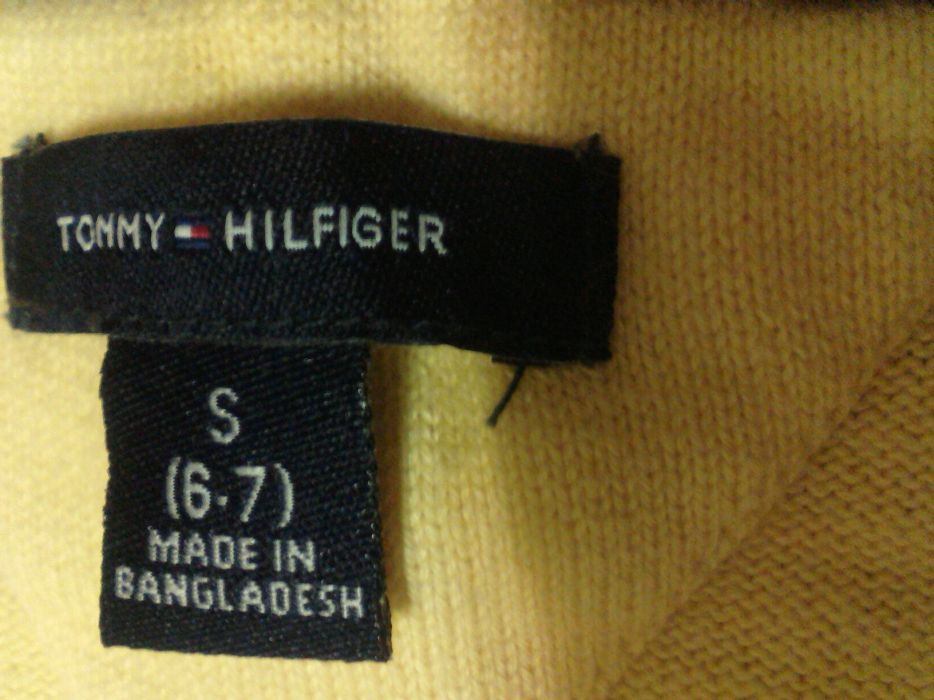 TOMMY HILFIGER
S
(6-7)
MADE IN
BANGLADESH